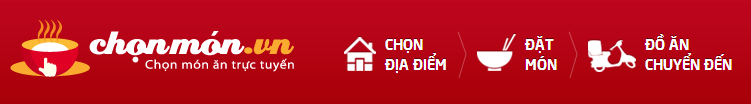 chọnmón.vn
Chọn món ăn trực tuyến
CHỌN
ĐỊA ĐIỂM
ĐẶT
MÓN
ĐỒ ĂN
CHUYỂN ĐẾN